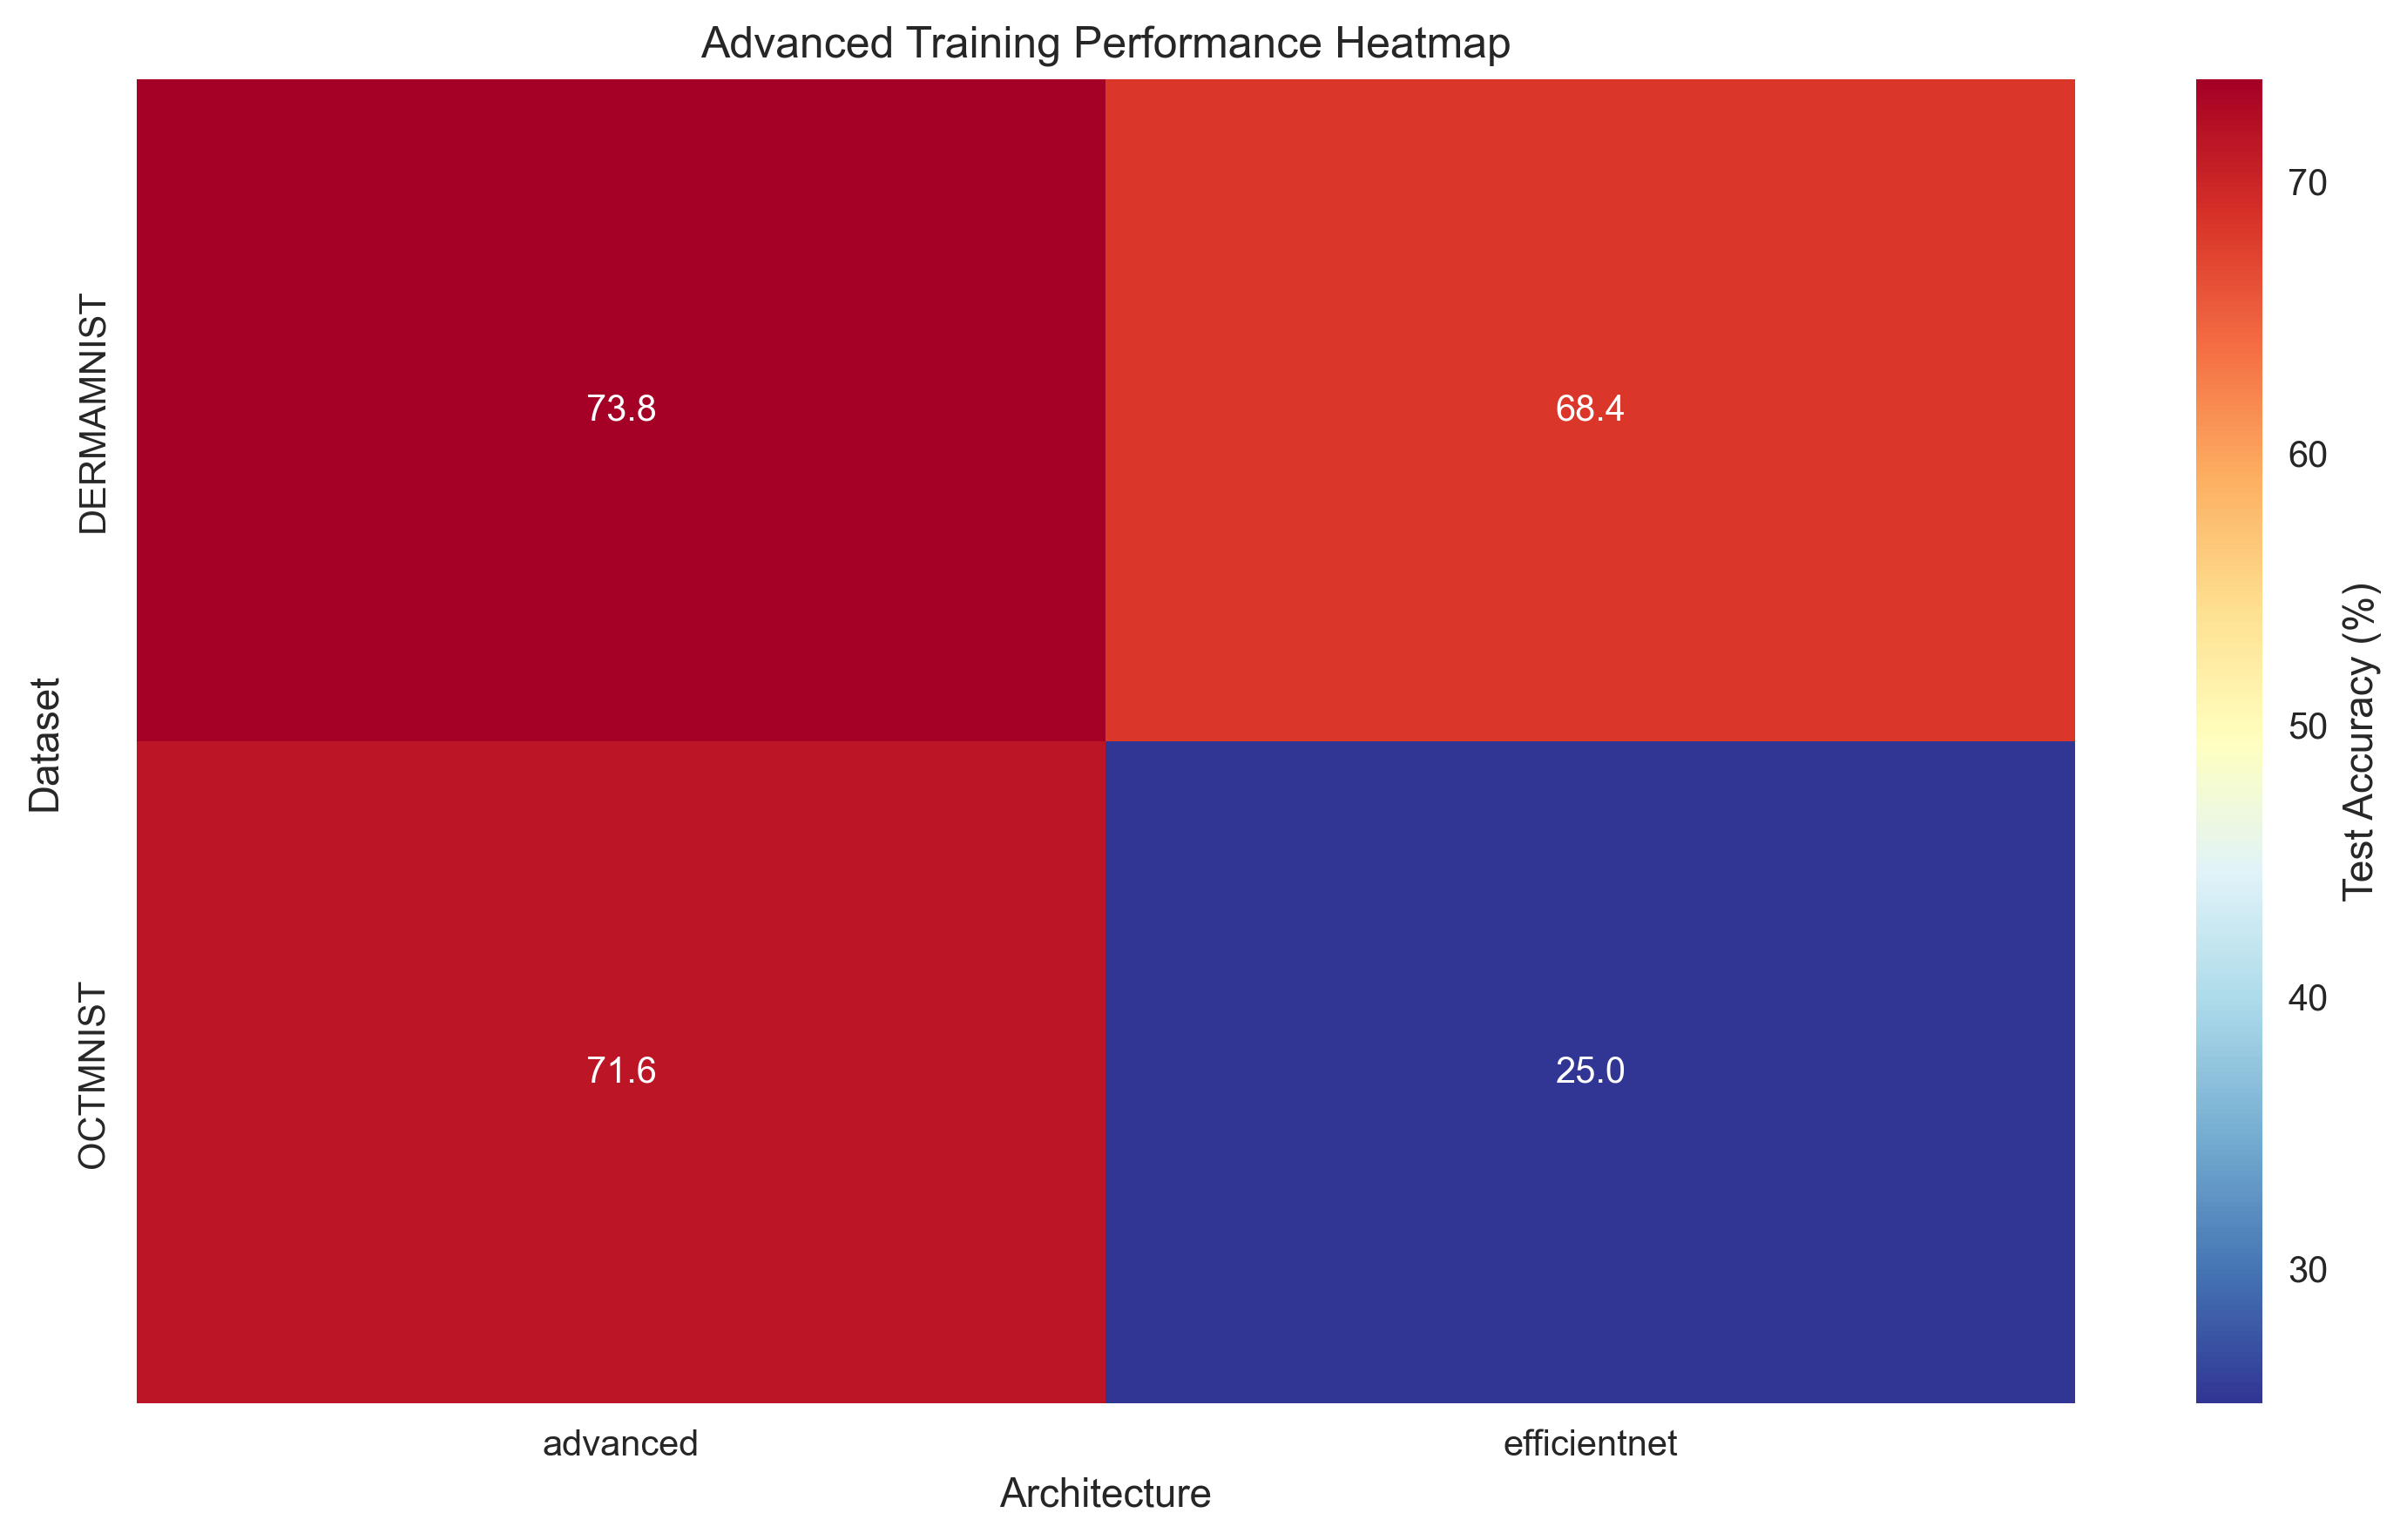 Advanced Training Performance Heatmap
Dataset
DERMAMNIST
OCTMNIST
73.8
68.4
71.6
25.0
advanced
efficientnet
Architecture
70
60
50
40
30
Test Accuracy (%)